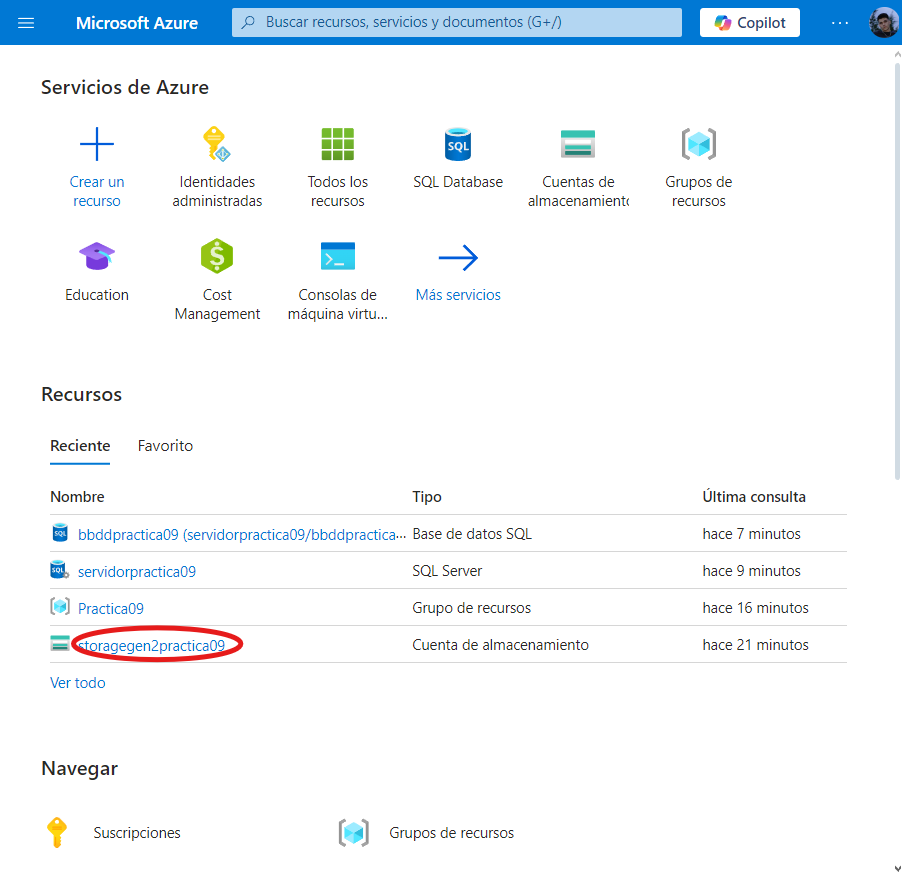 Microsoft Azure
Buscar recursos, servicios y documentos (G+/)
Copilot
Servicios de Azure
Crear un
recurso
Identidades
administradas
Todos los
recursos
SQL Database
Cuentas de
almacenamiento
Grupos de
recursos
Education
Cost
Management
Consolas de
máquina virtu...
Más servicios
Recursos
Reciente
Favorito
Nombre Tipo Última consulta
bbddpractica09 (servidorpractica09/bbddpractica... Base de datos SQL hace 7 minutos
servidorpractica09 SQL Server hace 9 minutos
Practica09 Grupo de recursos hace 16 minutos
storagegen2practica09 Cuenta de almacenamiento hace 21 minutos
Ver todo
Navegar
Suscripciones
Grupos de recursos